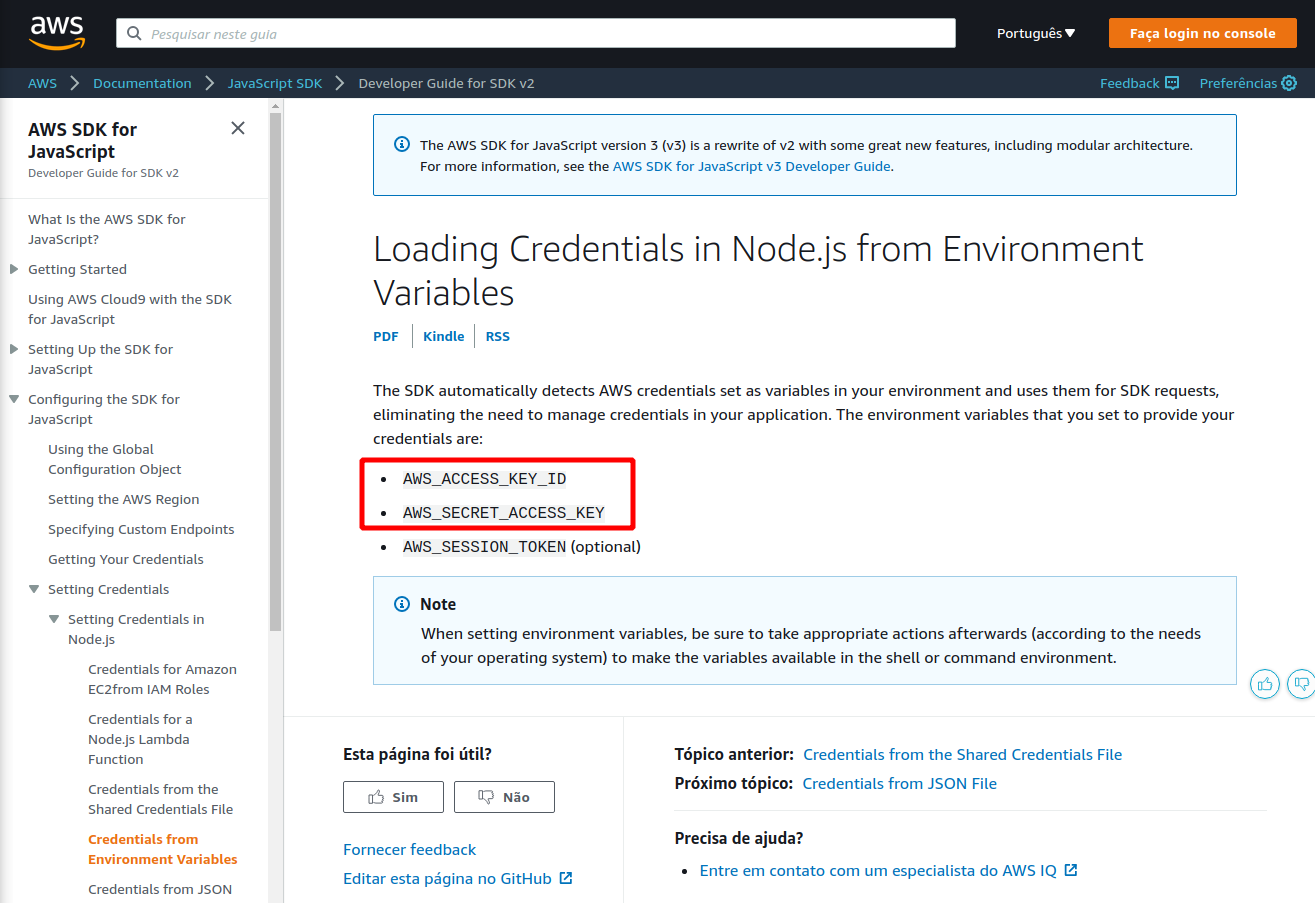 aws
Pesquisar neste guia
Português
Faça login no console
AWS
Documentation
JavaScript SDK
Developer Guide for SDK v2
Feedback
Preferências
AWS SDK for
JavaScript
Developer Guide for SDK v2
What Is the AWS SDK for
JavaScript?
Getting Started
Using AWS Cloud9 with the SDK
for JavaScript
Setting Up the SDK for
JavaScript
Configuring the SDK for
JavaScript
Using the Global
Configuration Object
Setting the AWS Region
Specifying Custom Endpoints
Getting Your Credentials
Setting Credentials
Setting Credentials in
Node.js
Credentials for Amazon
EC2from IAM Roles
Credentials for a
Node.js Lambda
Function
Credentials from the
Shared Credentials File
Credentials from
Environment Variables
Credentials from JSON
The AWS SDK for JavaScript version 3 (v3) is a rewrite of v2 with some great new features, including modular architecture.
For more information, see the AWS SDK for JavaScript v3 Developer Guide.
Loading Credentials in Node.js from Environment
Variables
PDF
Kindle
RSS
The SDK automatically detects AWS credentials set as variables in your environment and uses them for SDK requests,
eliminating the need to manage credentials in your application. The environment variables that you set to provide your
credentials are:
• AWS_ACCESS_KEY_ID
• AWS_SECRET_ACCESS_KEY
• AWS_SESSION_TOKEN (optional)
Note
When setting environment variables, be sure to take appropriate actions afterwards (according to the needs
of your operating system) to make the variables available in the shell or command environment.
Esta página foi útil?
Sim
Não
Fornecer feedback
Editar esta página no GitHub
Tópico anterior: Credentials from the Shared Credentials File
Próximo tópico: Credentials from JSON File
Precisa de ajuda?
• Entre em contato com um especialista do AWS IQ